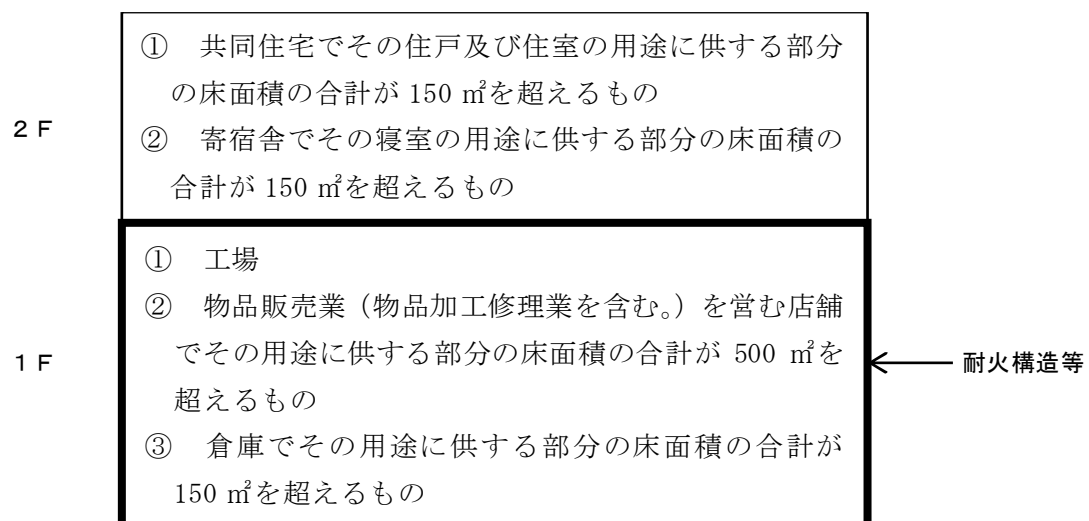 ① 共同住宅でその住戸及び住室の用途に供する部分
の床面積の合計が 150 ㎡を超えるもの
2F
② 寄宿舎でその寝室の用途に供する部分の床面積の
合計が 150 ㎡を超えるもの
① 工場
② 物品販売業（物品加工修理業を含む。）を営む店舗
でその用途に供する部分の床面積の合計が 500 ㎡を
1F
耐火構造等
超えるもの
③ 倉庫でその用途に供する部分の床面積の合計が
150 ㎡を超えるもの